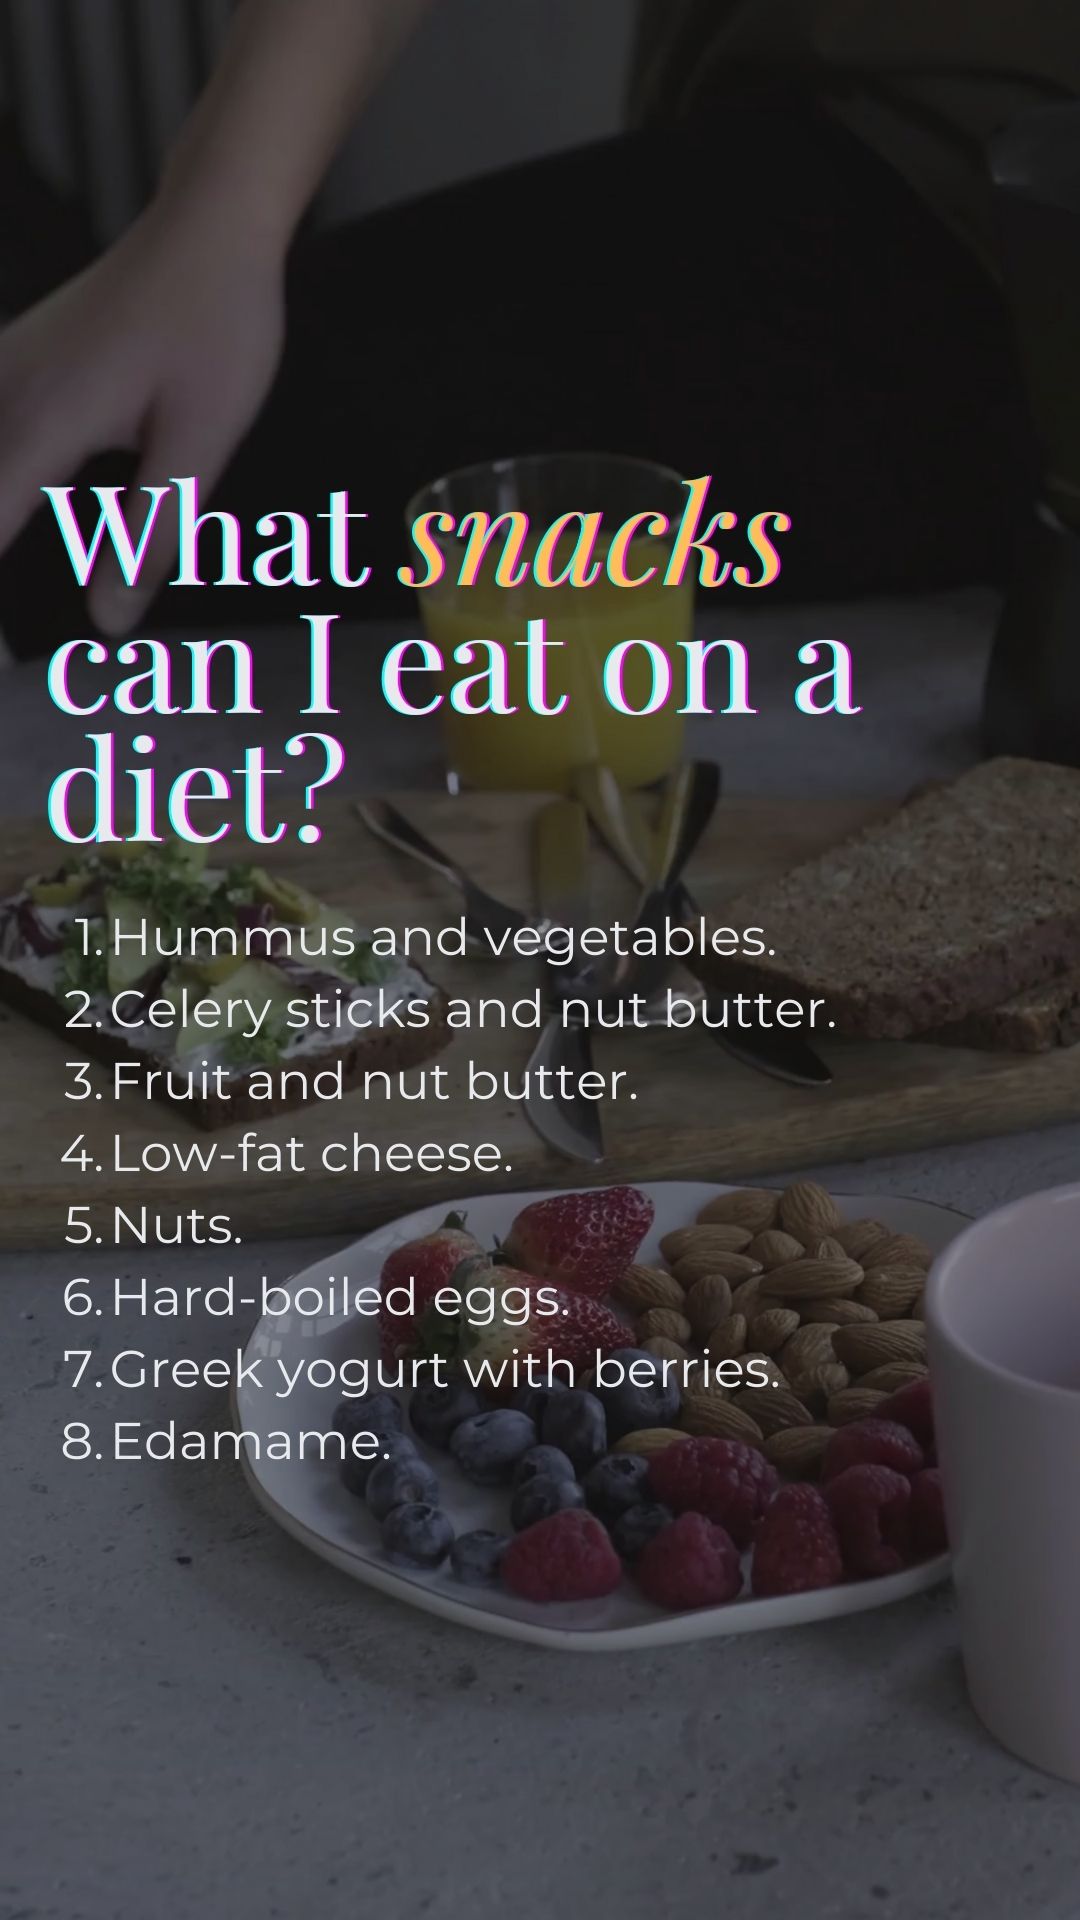 What snacks
can I eat on a
diet?
1. Hummus and vegetables.
2. Celery sticks and nut butter.
3. Fruit and nut butter.
4. Low-fat cheese.
5. Nuts.
6. Hard-boiled eggs.
7. Greek yogurt with berries.
8. Edamame.